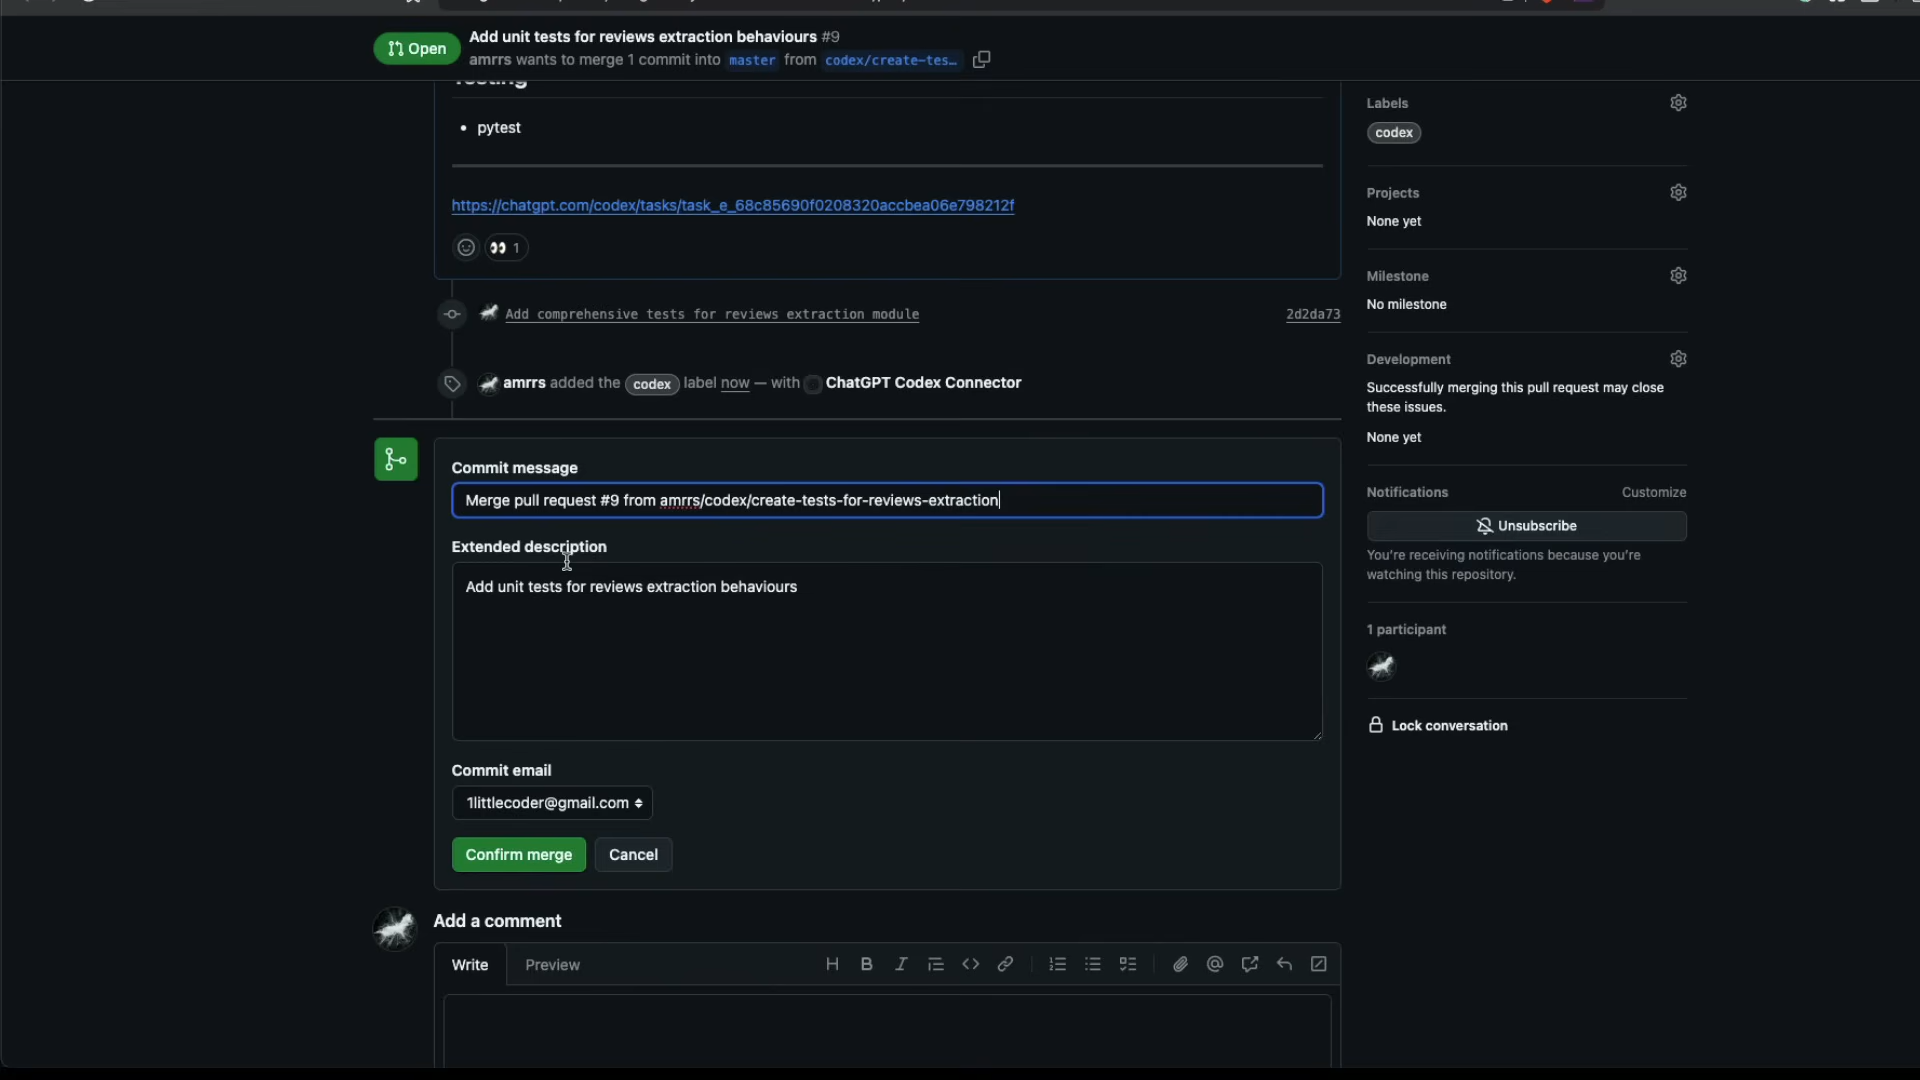 Open
Add unit tests for reviews extraction behaviours #9
amrrs wants to merge 1 commit into master from codex/create-tes…
Testing
• pytest
https://chatgpt.com/codex/tasks/task_e_68c85690f0208320accbea06e798212f
👀 1
Add comprehensive tests for reviews extraction module
2d2da73
amrrs added the codex label now — with ChatGPT Codex Connector
Commit message
Merge pull request #9 from amrrs/codex/create-tests-for-reviews-extraction
Extended description
Add unit tests for reviews extraction behaviours
Commit email
1littlecoder@gmail.com
Confirm merge
Cancel
Add a comment
Write
Preview
Labels
codex
Projects
None yet
Milestone
No milestone
Development
Successfully merging this pull request may close
these issues.
None yet
Notifications
Customize
Unsubscribe
You're receiving notifications because you're
watching this repository.
1 participant
Lock conversation